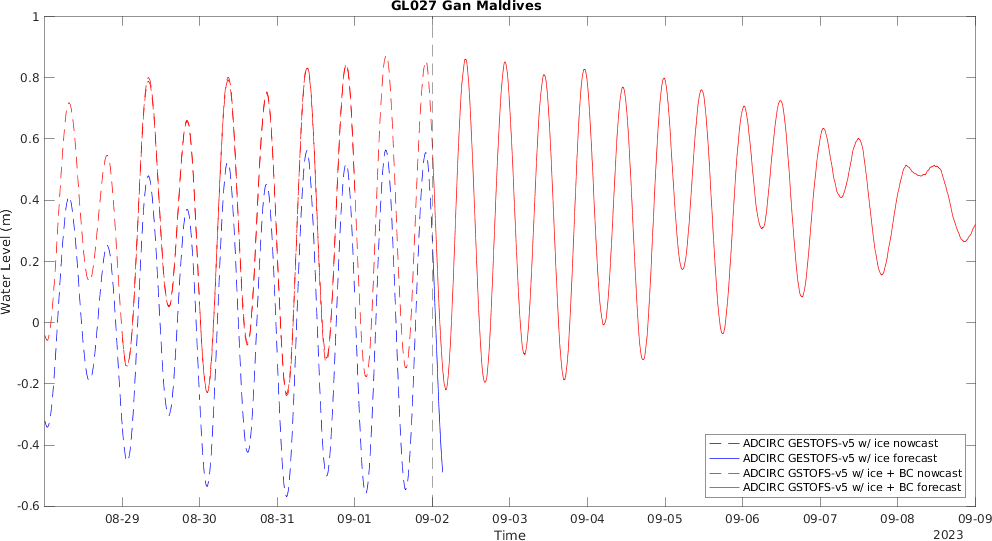 GL027 Gan Maldives
1
0.8
0.6
0.4
0.2
0
-0.2
-0.4
-0.6
Water Level (m)
08-29 08-30 08-31 09-01 09-02 09-03 09-04 09-05 09-06 09-07 09-08 09-09
Time
2023
ADCIRC GESTOFS-v5 w/ ice nowcast
ADCIRC GESTOFS-v5 w/ ice forecast
ADCIRC GSTOFS-v5 w/ ice + BC nowcast
ADCIRC GSTOFS-v5 w/ ice + BC forecast